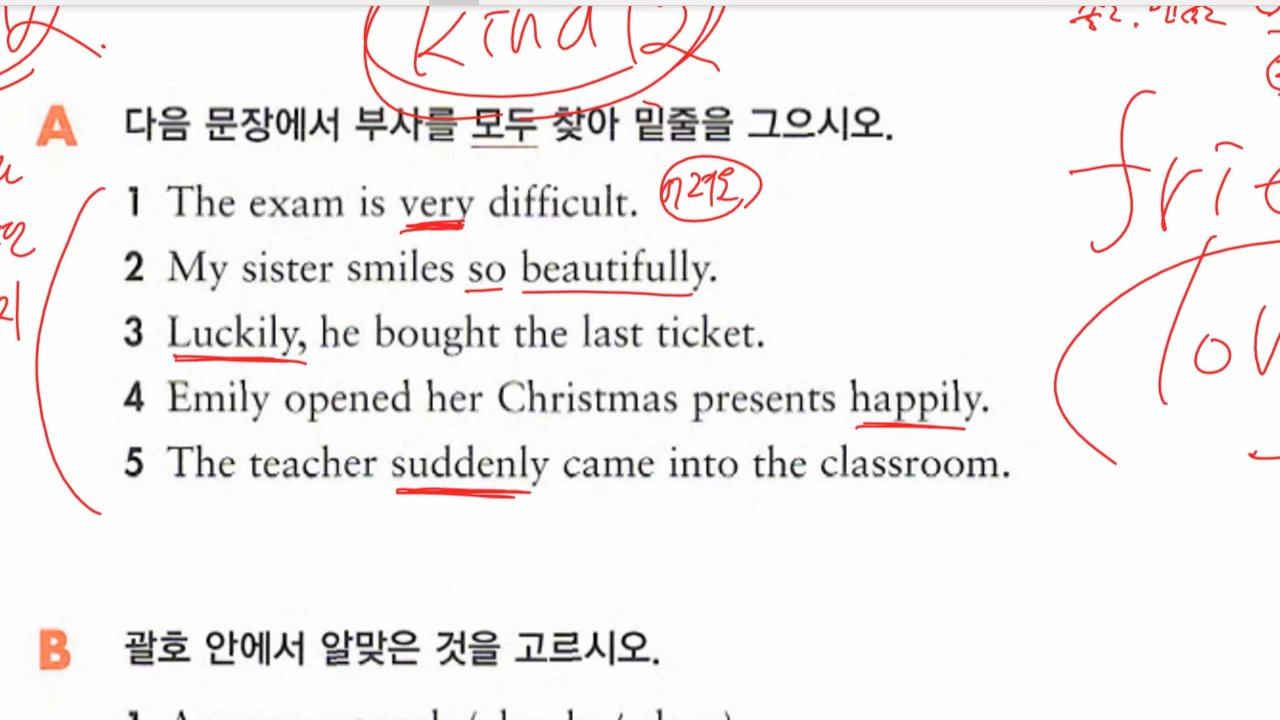 kind
A 다음 문장에서 부사를 모두 찾아 밑줄을 그으시오.
1 The exam is very difficult. 어려운
2 My sister smiles so beautifully.
3 Luckily, he bought the last ticket.
4 Emily opened her Christmas presents happily.
5 The teacher suddenly came into the classroom.
B 괄호 안에서 알맞은 것을 고르시오.